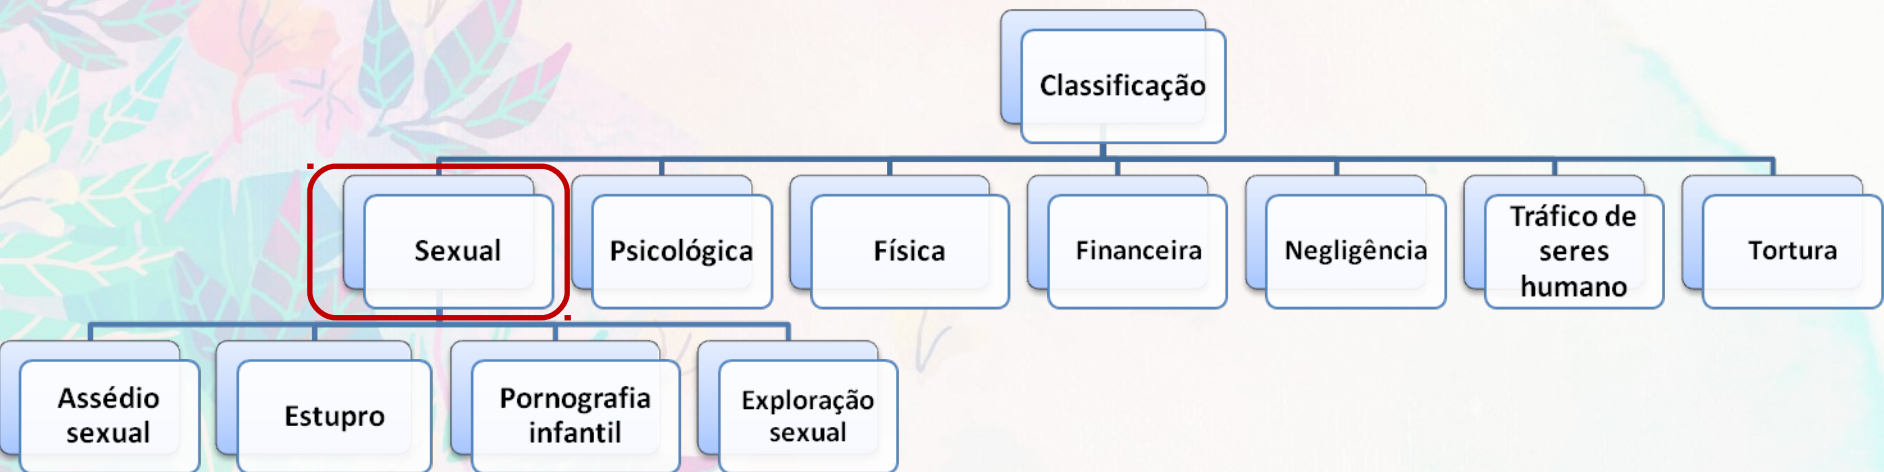 Classificação
Sexual
Psicológica
Física
Financeira
Negligência
Tráfico de
seres
humano
Tortura
Assédio
sexual
Estupro
Pornografia
infantil
Exploração
sexual